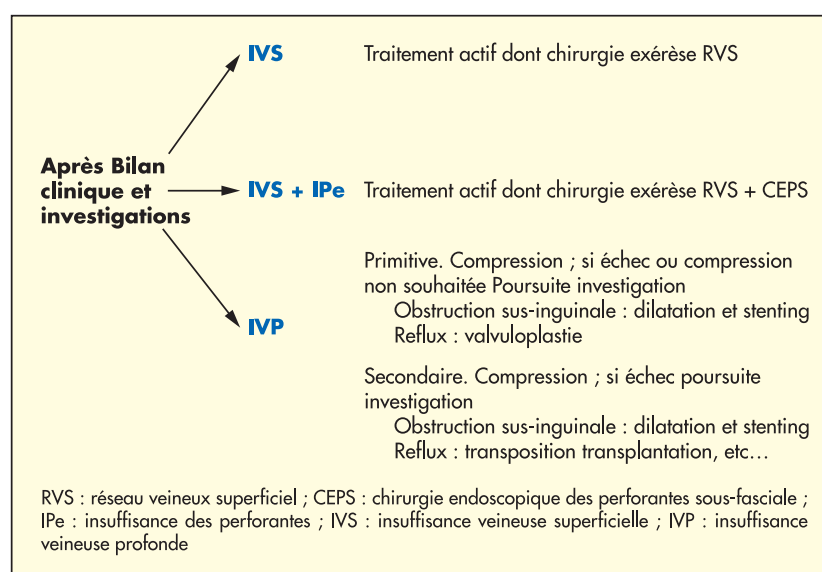 IVS Traitement actif dont chirurgie exérèse RVS
Après Bilan
clinique et
investigations
IVS + IPe Traitement actif dont chirurgie exérèse RVS + CEPS
IVP
Primitive. Compression ; si échec ou compression
non souhaitée Poursuite investigation
Obstruction sus-inguinale : dilatation et stenting
Reflux : valvuloplastie
Secondaire. Compression ; si échec poursuite
investigation
Obstruction sus-inguinale : dilatation et stenting
Reflux : transposition transplantation, etc...
RVS : réseau veineux superficiel ; CEPS : chirurgie endoscopique des perforantes sous-fasciale ;
IPe : insuffisance des perforantes ; IVS : insuffisance veineuse superficielle ; IVP : insuffisance
veineuse profonde